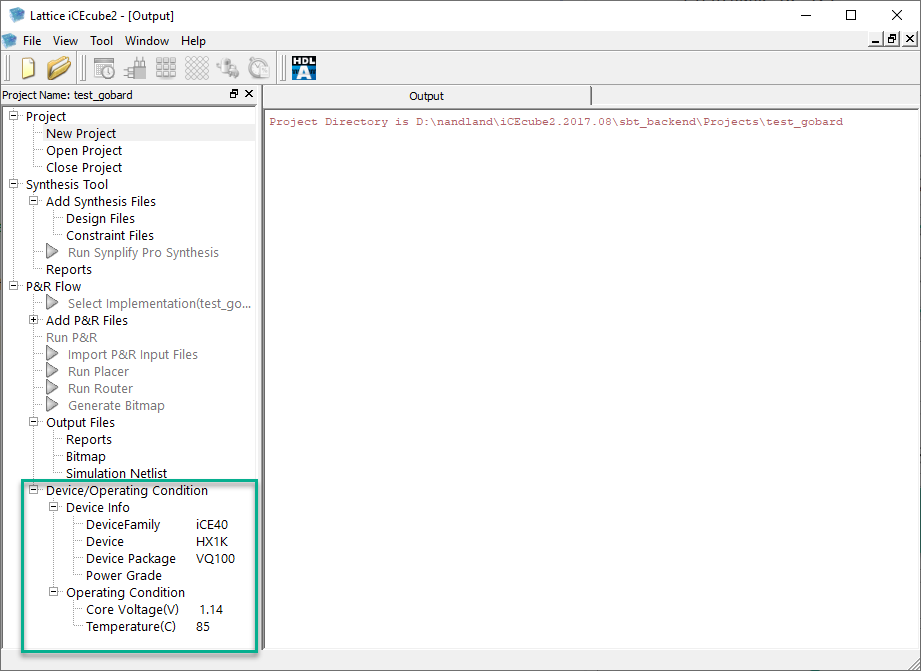 Lattice iCEcube2 - [Output]
File View Tool Window Help
HDL
A
Project Name: test_gobard
Output
Project Directory is D:\nandland\iCEcube2.2017.08\sbt_backend\Projects\test_gobard
Project
New Project
Open Project
Close Project
Synthesis Tool
Add Synthesis Files
Design Files
Constraint Files
Run Synplify Pro Synthesis
Reports
P&R Flow
Select Implementation(test_go...
Add P&R Files
Run P&R
Import P&R Input Files
Run Placer
Run Router
Generate Bitmap
Output Files
Reports
Bitmap
Simulation Netlist
Device/Operating Condition
Device Info
DeviceFamily iCE40
Device HX1K
Device Package VQ100
Power Grade
Operating Condition
Core Voltage(V) 1.14
Temperature(C) 85